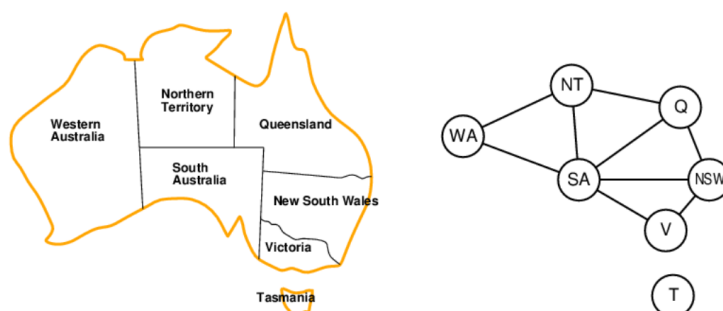 Northern
Territory
Western
Australia
Queensland
South
Australia
New South Wales
Victoria
Tasmania
NT
Q
WA
SA
NSW
V
T